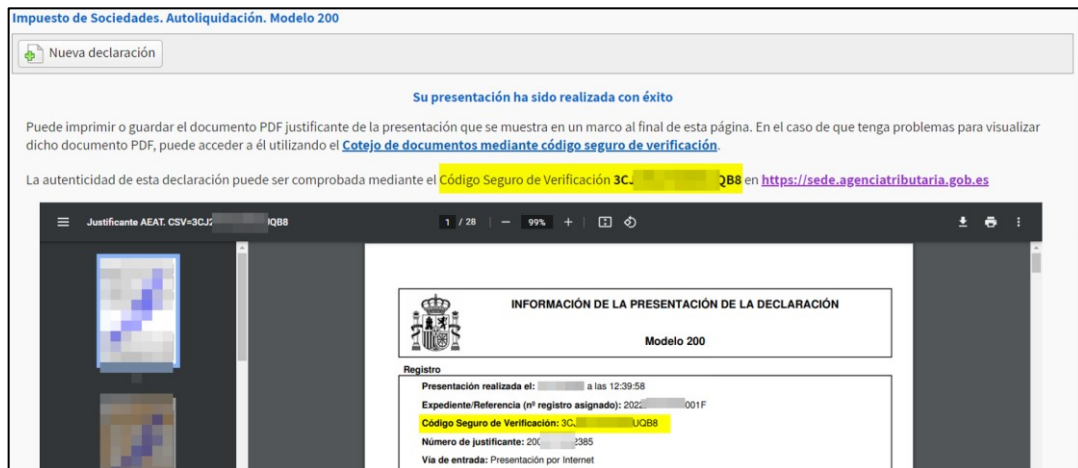 Impuesto de Sociedades. Autoliquidación. Modelo 200
Nueva declaración
Su presentación ha sido realizada con éxito
Puede imprimir o guardar el documento PDF justificante de la presentación que se muestra en un marco al final de esta página. En el caso de que tenga problemas para visualizar
dicho documento PDF, puede acceder a él utilizando el Cotejo de documentos mediante código seguro de verificación.
La autenticidad de esta declaración puede ser comprobada mediante el Código Seguro de Verificación 3CJ QB8 en https://sede.agenciatributaria.gob.es
Justificante AEAT. CSV=3CJ2 JQB8 1 / 28 — 99% +
INFORMACIÓN DE LA PRESENTACIÓN DE LA DECLARACIÓN
Modelo 200
Registro
Presentación realizada el: a las 12:39:58
Expediente/Referencia (nº registro asignado): 2022 001F
Código Seguro de Verificación: 3CJ UQB8
Número de justificante: 200 2385
Vía de entrada: Presentación por Internet